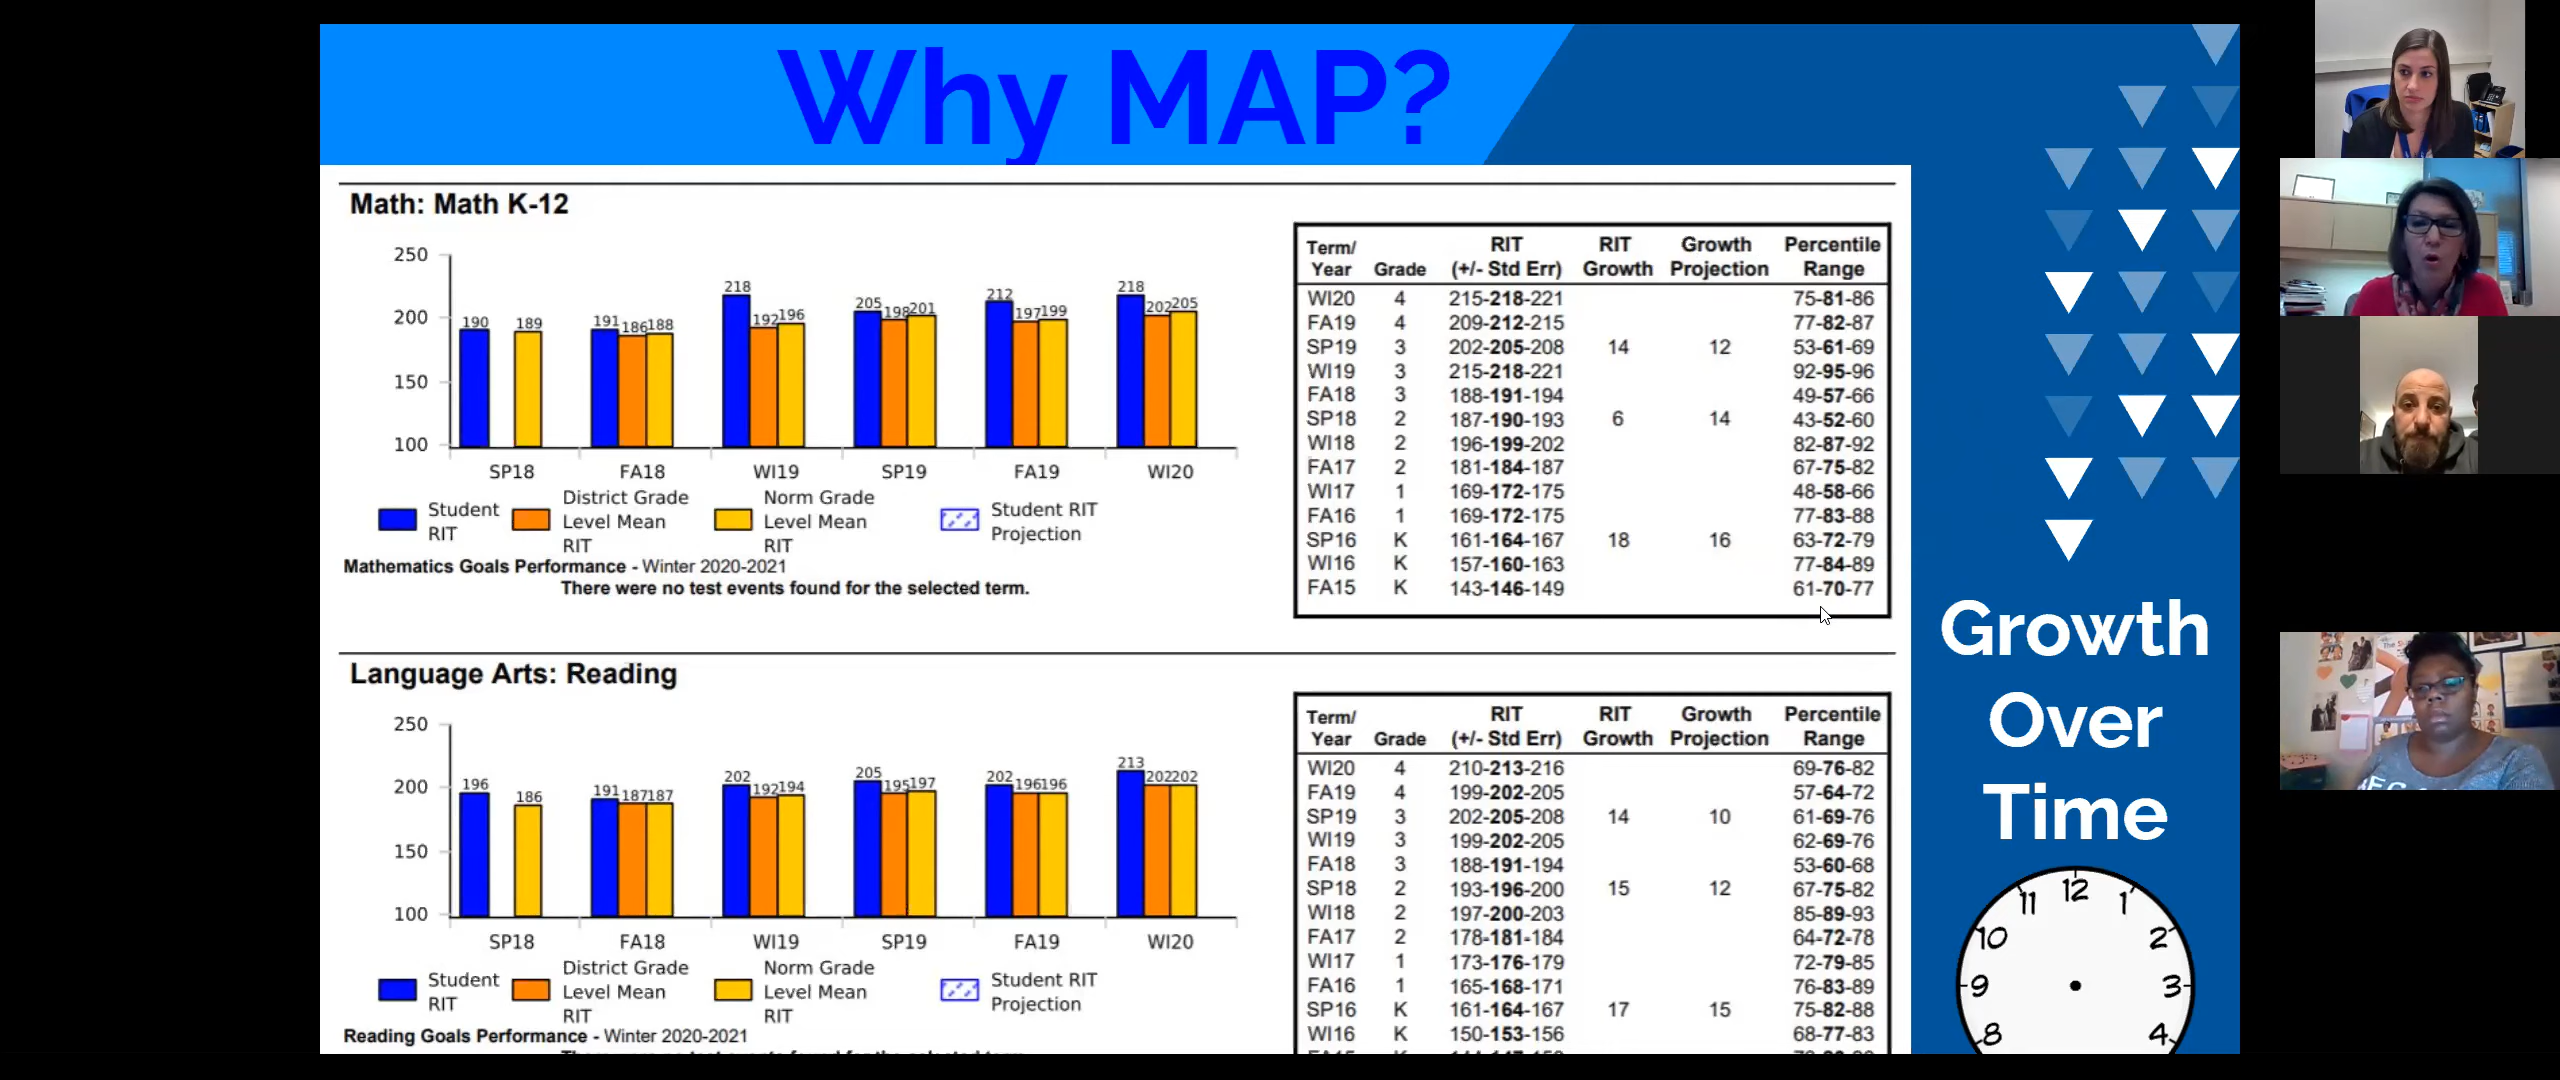 Why MAP?
Math: Math K-12
250
200
150
100
190 189
191 186 188
218 192 196
205 198 201
212 197 199
218 202 205
SP18 FA18 WI19 SP19 FA19 WI20
Student RIT
District Grade Level Mean RIT
Norm Grade Level Mean RIT
Student RIT Projection
Mathematics Goals Performance - Winter 2020-2021
There were no test events found for the selected term.
Term/ Year Grade RIT (+/- Std Err) RIT Growth Growth Projection Percentile Range
WI20 4 215-218-221 75-81-86
FA19 4 209-212-215 77-82-87
SP19 3 202-205-208 14 12 53-61-69
WI19 3 215-218-221 92-95-96
FA18 3 188-191-194 49-57-66
SP18 2 187-190-193 6 14 43-52-60
WI18 2 196-199-202 82-87-92
FA17 2 181-184-187 67-75-82
WI17 1 169-172-175 48-58-66
FA16 1 169-172-175 77-83-88
SP16 K 161-164-167 18 16 63-72-79
WI16 K 157-160-163 77-84-89
FA15 K 143-146-149 61-70-77
Language Arts: Reading
250
200
150
100
196 186
191 187 187
202 192 194
205 195 197
202 196 196
213 202 202
SP18 FA18 WI19 SP19 FA19 WI20
Student RIT
District Grade Level Mean RIT
Norm Grade Level Mean RIT
Student RIT Projection
Reading Goals Performance - Winter 2020-2021
Term/ Year Grade RIT (+/- Std Err) RIT Growth Growth Projection Percentile Range
WI20 4 210-213-216 69-76-82
FA19 4 199-202-205 57-64-72
SP19 3 202-205-208 14 10 61-69-76
WI19 3 199-202-205 62-69-76
FA18 3 188-191-194 53-60-68
SP18 2 193-196-200 15 12 67-75-82
WI18 2 197-200-203 85-89-93
FA17 2 178-181-184 64-72-78
WI17 1 173-176-179 72-79-85
FA16 1 165-168-171 76-83-89
SP16 K 161-164-167 17 15 75-82-88
WI16 K 150-153-156 68-77-83
Growth
Over
Time
11 12 1
10 2
9 3
8 4